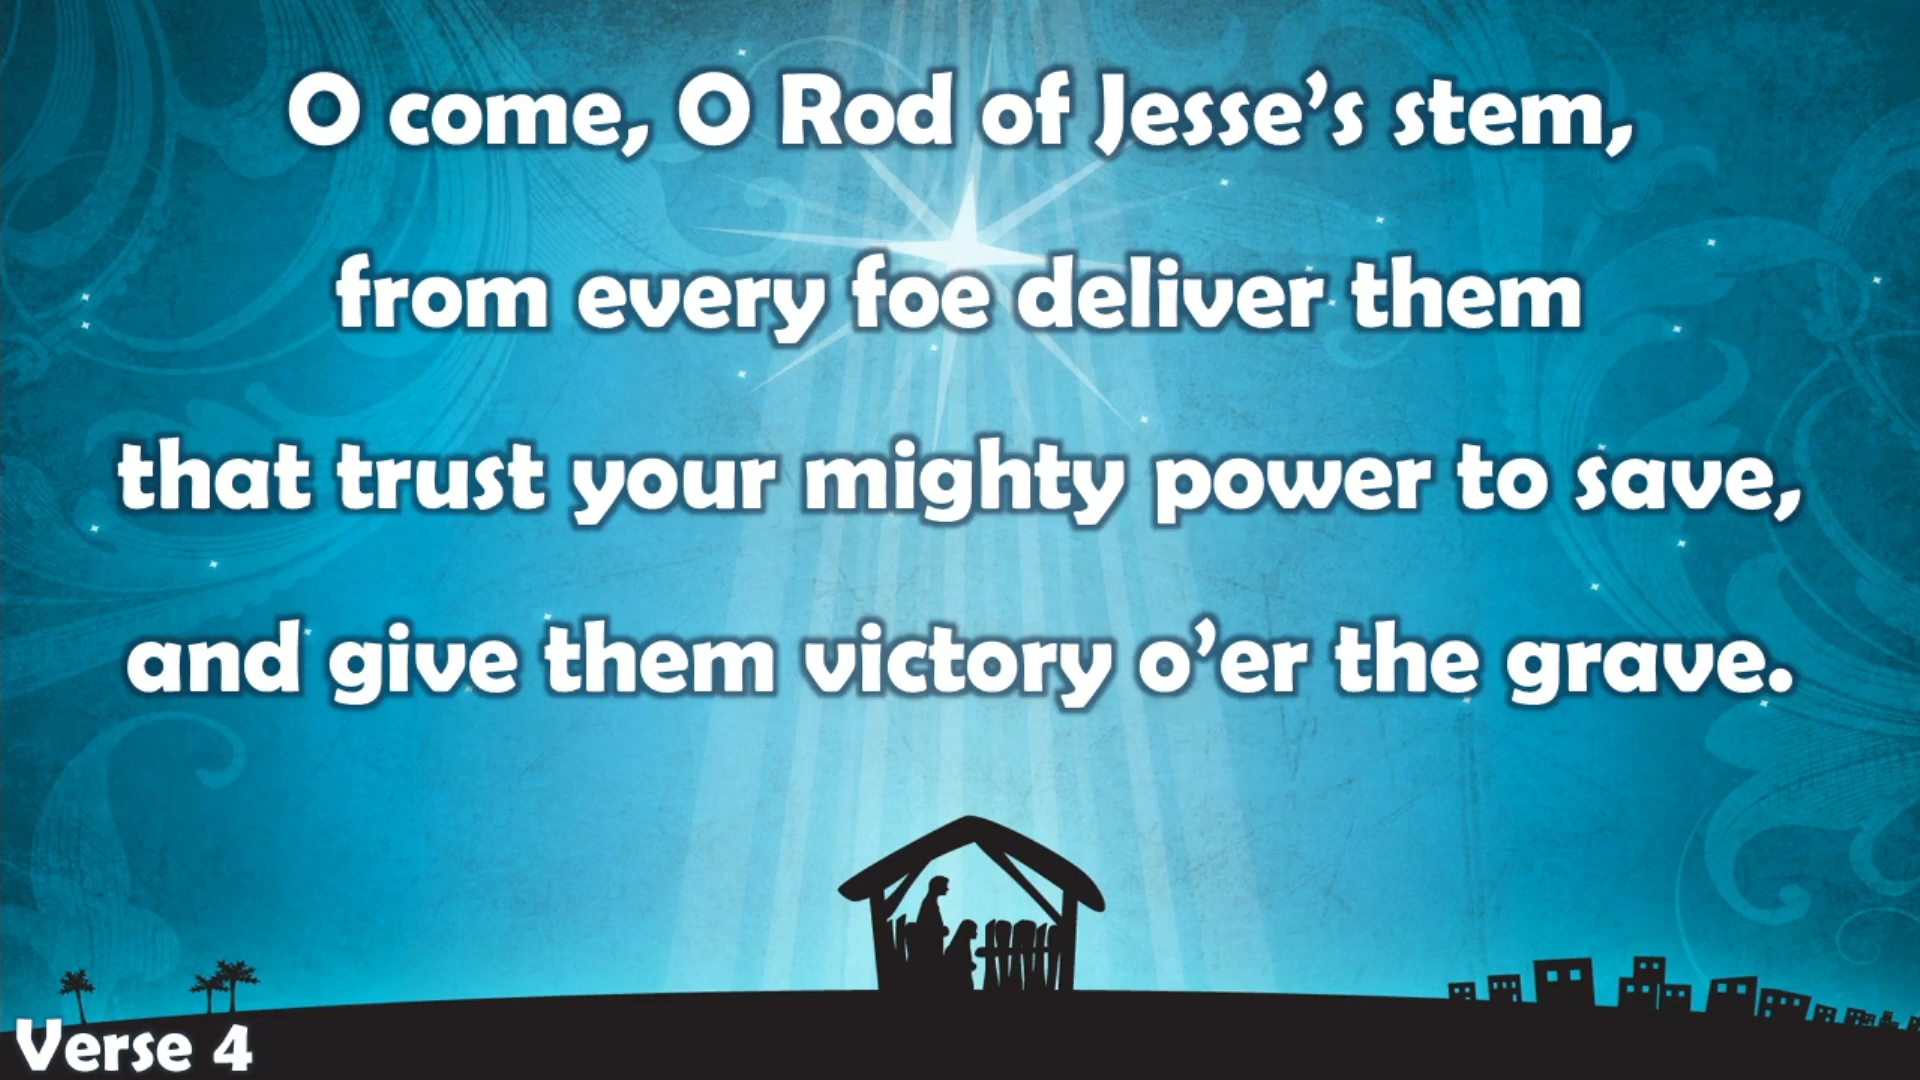 O come, O Rod of Jesse’s stem,
from every foe deliver them
that trust your mighty power to save,
and give them victory o’er the grave.
Verse 4